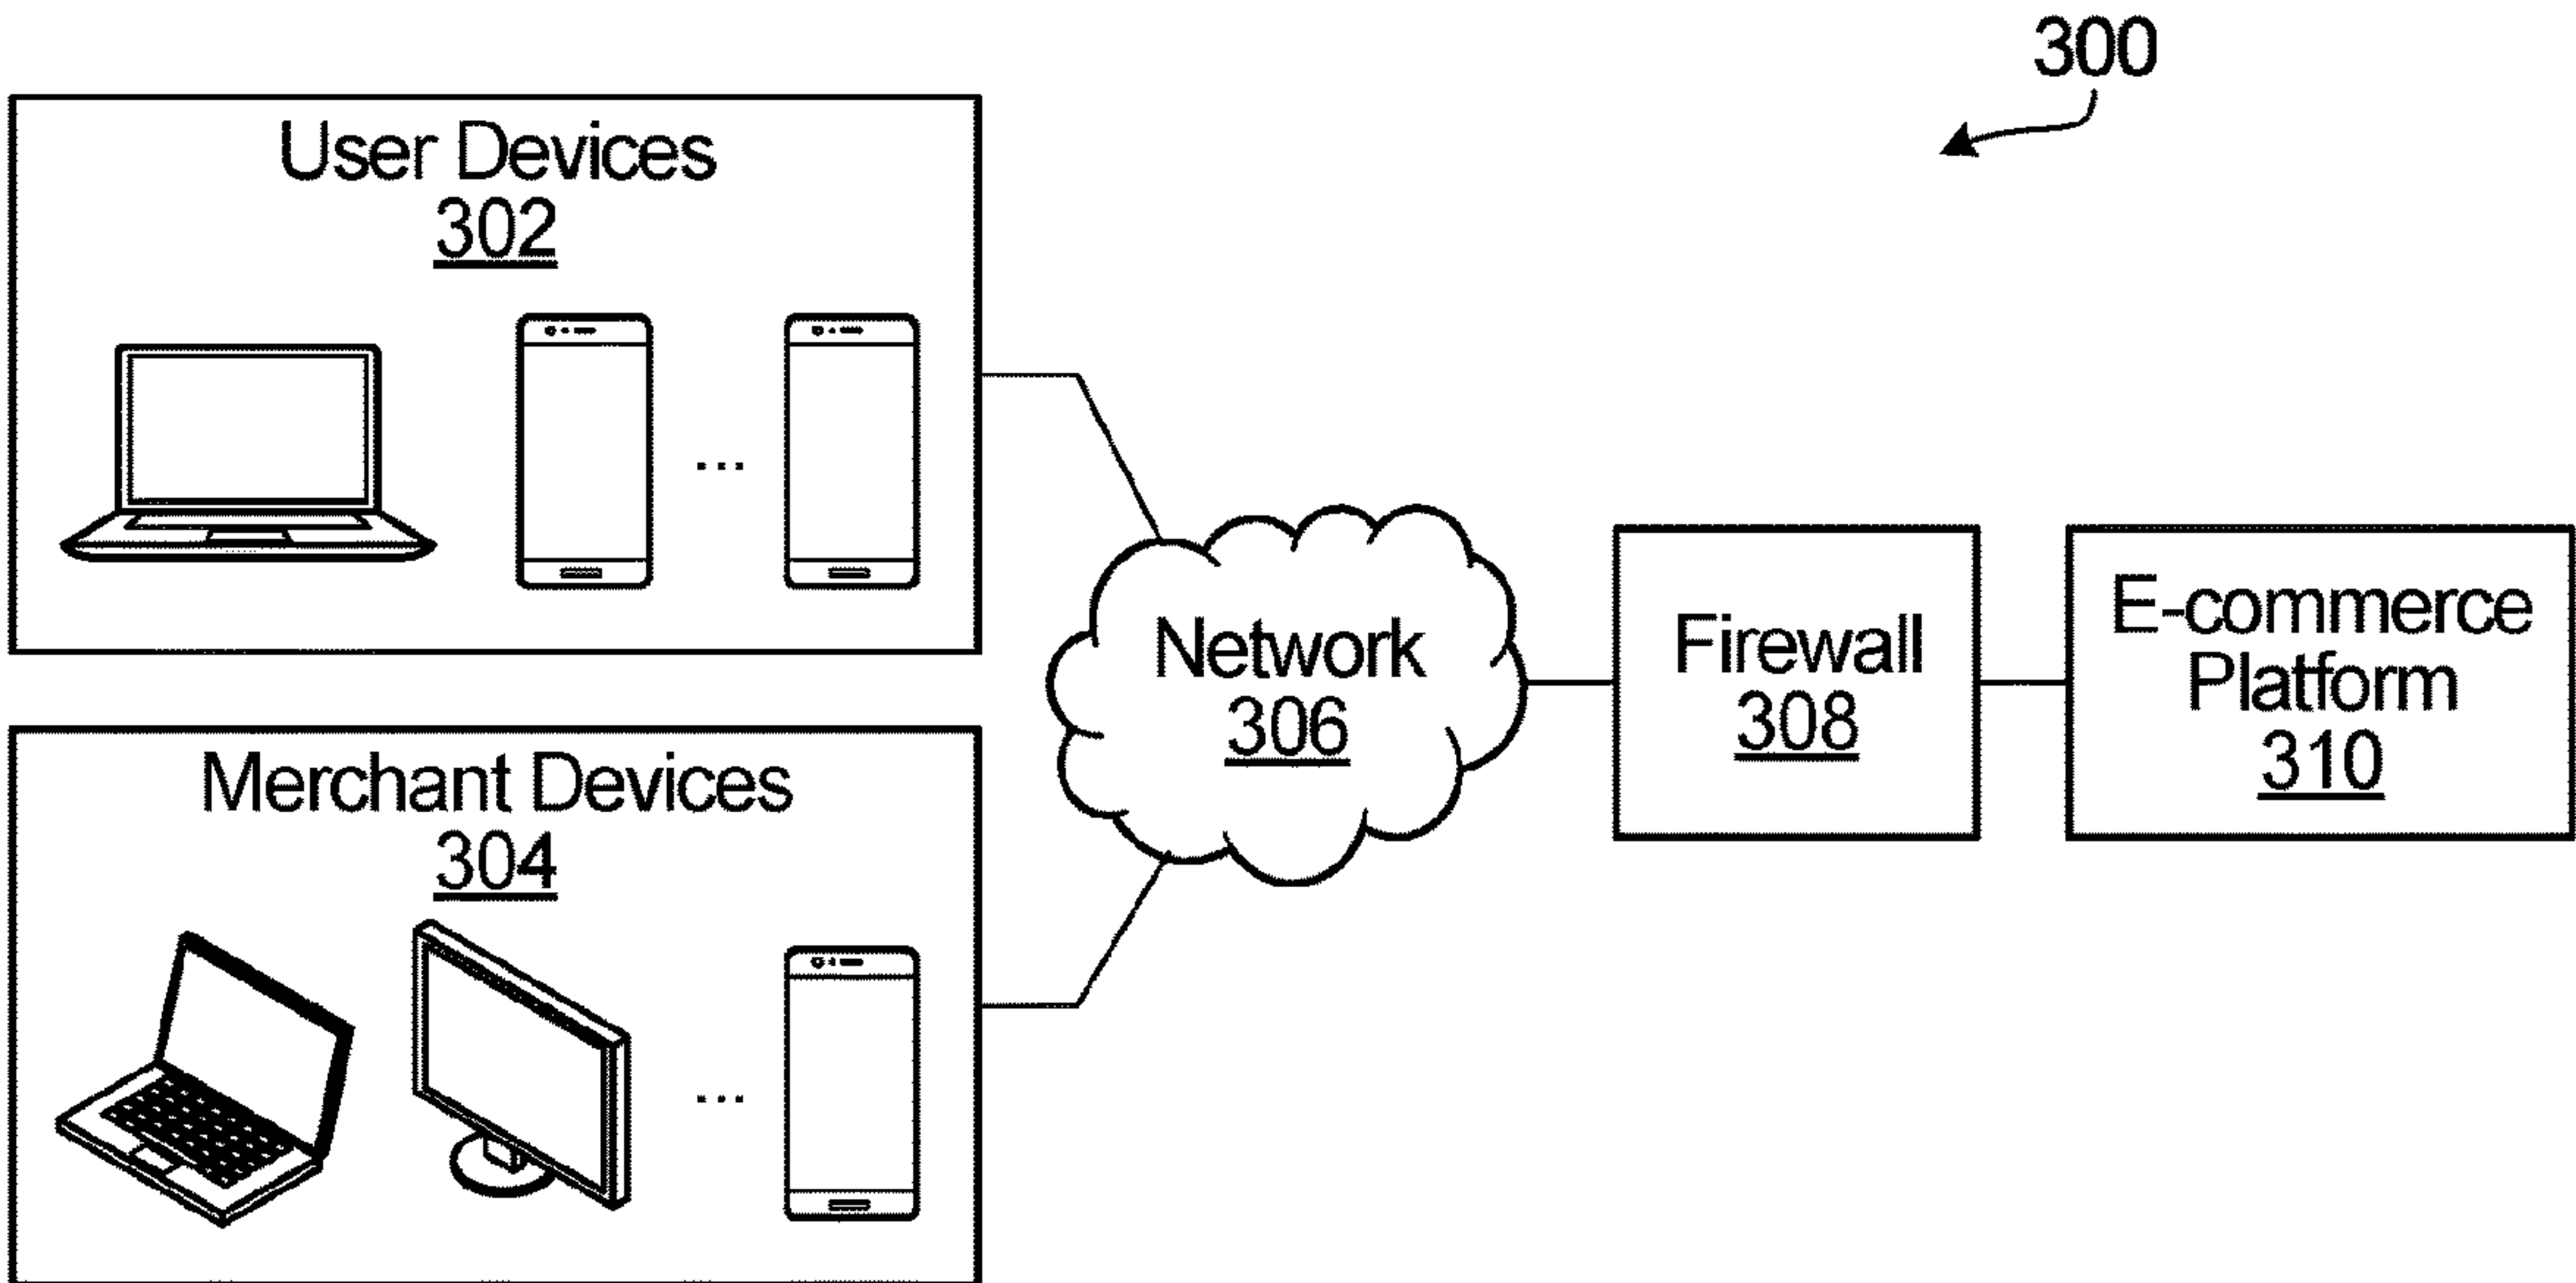 300
User Devices
302
...
Merchant Devices
304
...
Network
306
Firewall
308
E-commerce
Platform
310